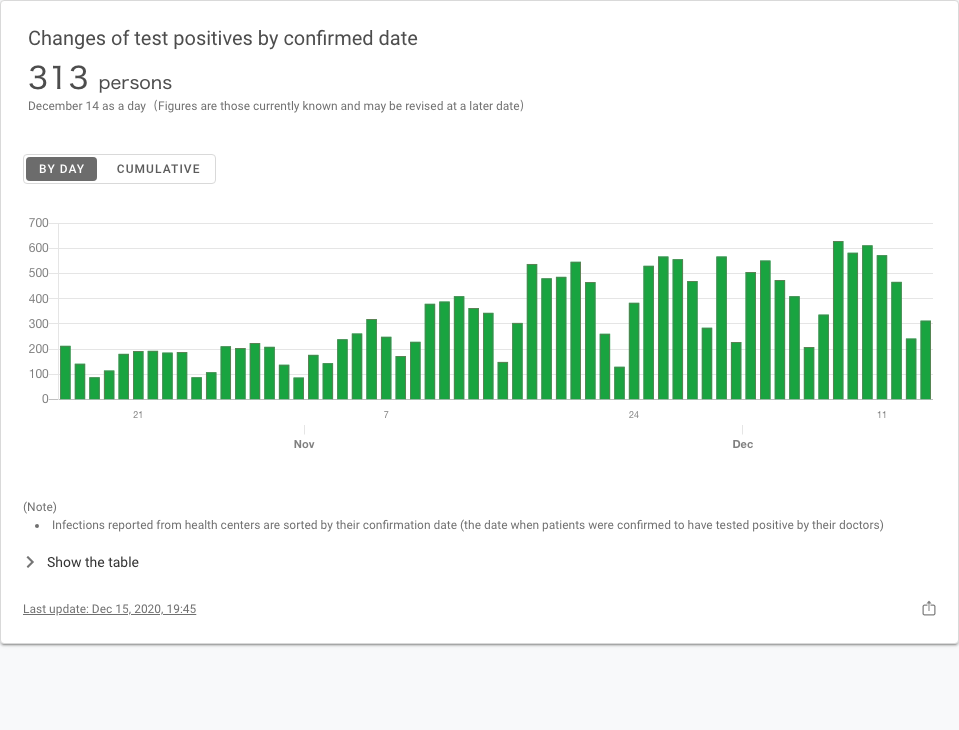 Changes of test positives by confirmed date
313 persons
December 14 as a day (Figures are those currently known and may be revised at a later date)
BY DAY CUMULATIVE
700
600
500
400
300
200
100
0
21 7 24 11
Nov Dec
(Note)
• Infections reported from health centers are sorted by their confirmation date (the date when patients were confirmed to have tested positive by their doctors)
Show the table
Last update: Dec 15, 2020, 19:45